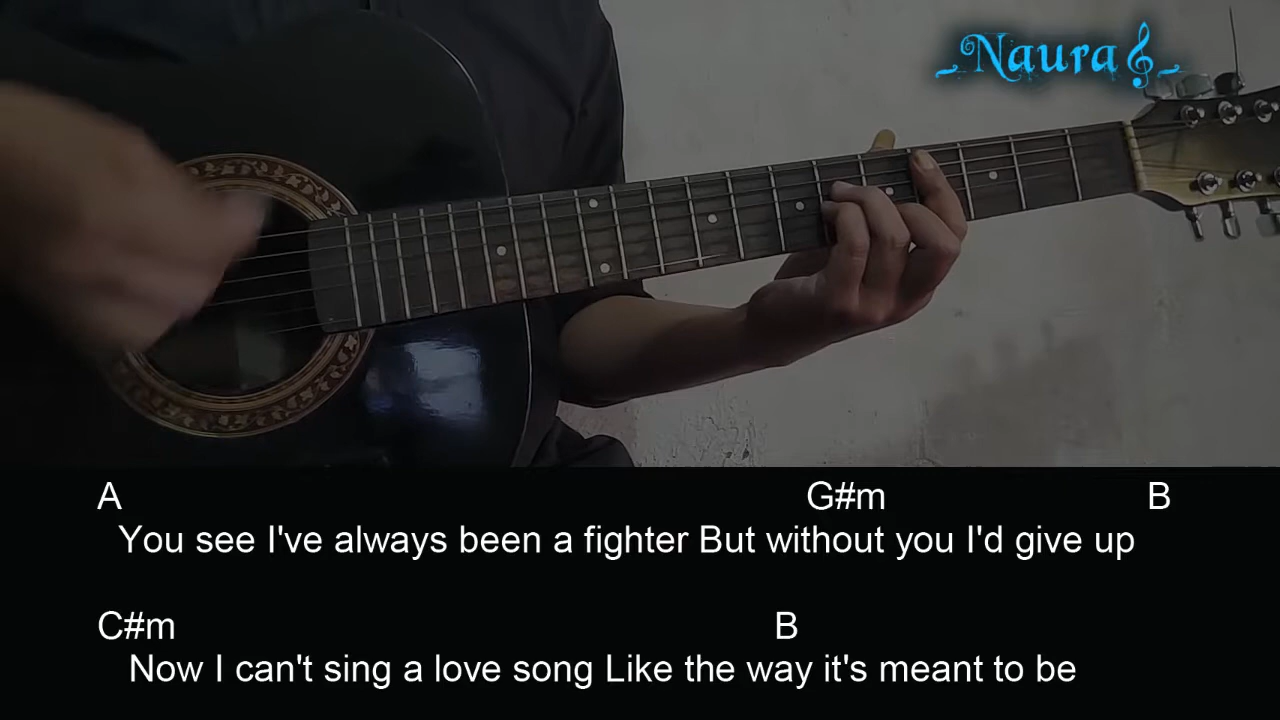 Naura
A G#m B
You see I've always been a fighter But without you I'd give up
C#m B
Now I can't sing a love song Like the way it's meant to be